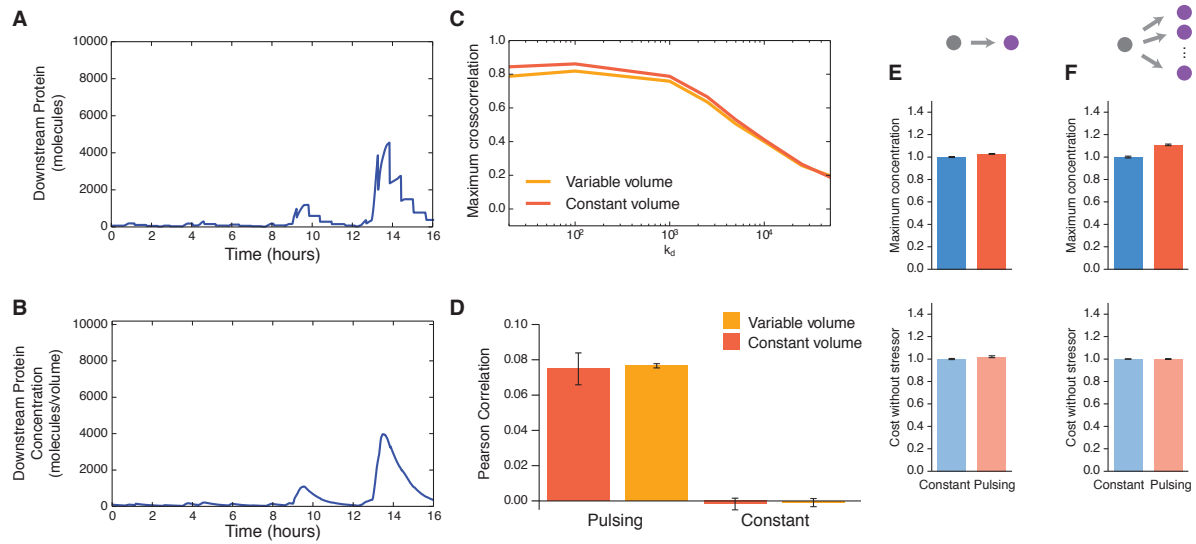 A
Downstream Protein
(molecules)
10000
8000
6000
4000
2000
0
0 2 4 6 8 10 12 14 16
Time (hours)
B
Downstream Protein
Concentration
(molecules/volume)
10000
8000
6000
4000
2000
0
0 2 4 6 8 10 12 14 16
Time (hours)
C
Maximum crosscorrelation
1.0
0.8
0.6
0.4
0.2
0.0
Variable volume
Constant volume
10² 10³ 10⁴
k_d
D
Pearson Correlation
0.10
0.08
0.06
0.04
0.02
0.00
Variable volume
Constant volume
Pulsing Constant
E
Maximum concentration
1.4
1.2
1.0
0.8
0.6
0.4
0.2
0.0
Cost without stressor
1.4
1.2
1.0
0.8
0.6
0.4
0.2
0.0
Constant Pulsing
F
Maximum concentration
1.4
1.2
1.0
0.8
0.6
0.4
0.2
0.0
Cost without stressor
1.4
1.2
1.0
0.8
0.6
0.4
0.2
0.0
Constant Pulsing